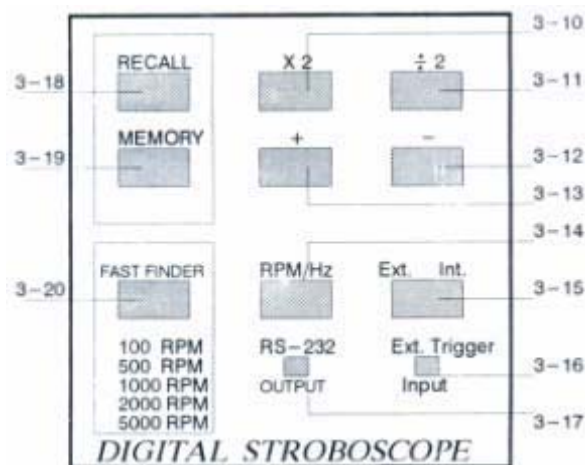 3-10
RECALL X 2 ÷ 2
3-18 3-11
MEMORY + -
3-19 3-12
3-13
3-14
FAST FINDER RPM/Hz Ext. Int.
3-20 3-15
100 RPM RS-232 Ext. Trigger
500 RPM 3-16
1000 RPM OUTPUT Input
2000 RPM
5000 RPM 3-17
DIGITAL STROBOSCOPE